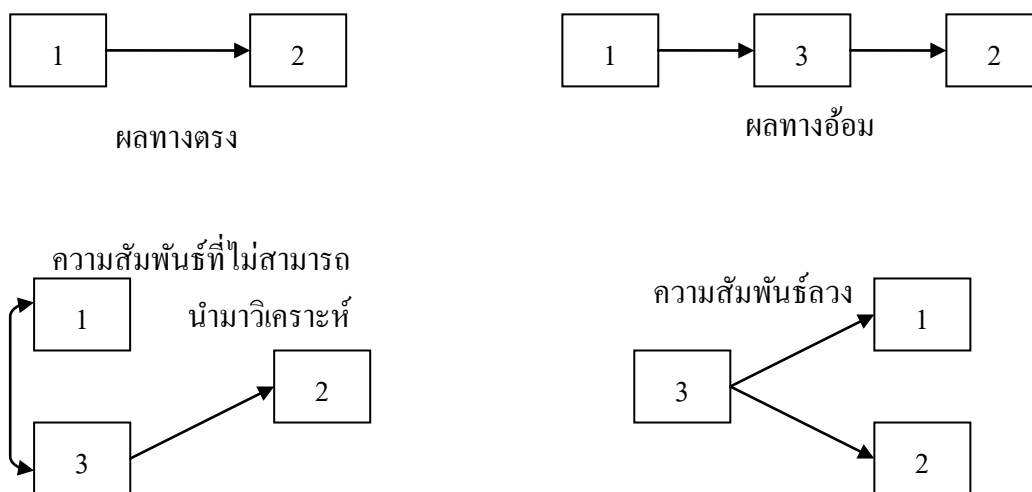 1 2
1 3 2
ผลทางตรง
ผลทางอ้อม
ความสัมพันธ์ที่ไม่สามารถ
นำมาวิเคราะห์
1
2
3
ความสัมพันธ์ลวง
1
3
2